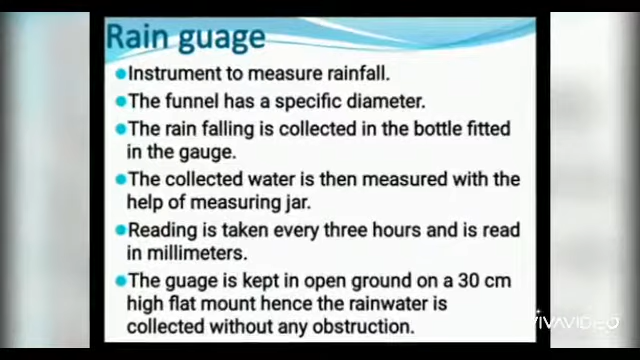 Rain guage
Instrument to measure rainfall.
The funnel has a specific diameter.
The rain falling is collected in the bottle fitted
in the gauge.
The collected water is then measured with the
help of measuring jar.
Reading is taken every three hours and is read
in millimeters.
The guage is kept in open ground on a 30 cm
high flat mount hence the rainwater is
collected without any obstruction.
VIVAVIDEO